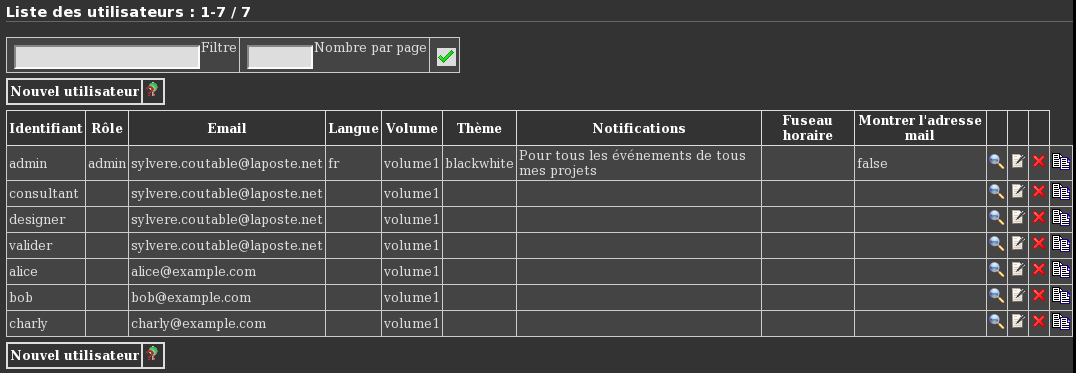 Liste des utilisateurs : 1-7 / 7
Filtre Nombre par page
Nouvel utilisateur
Identifiant Rôle Email Langue Volume Thème Notifications Fuseau horaire Montrer l'adresse mail
admin admin sylvere.coutable@laposte.net fr volume1 blackwhite Pour tous les événements de tous mes projets false
consultant sylvere.coutable@laposte.net volume1
designer sylvere.coutable@laposte.net volume1
valider sylvere.coutable@laposte.net volume1
alice alice@example.com volume1
bob bob@example.com volume1
charly charly@example.com volume1
Nouvel utilisateur